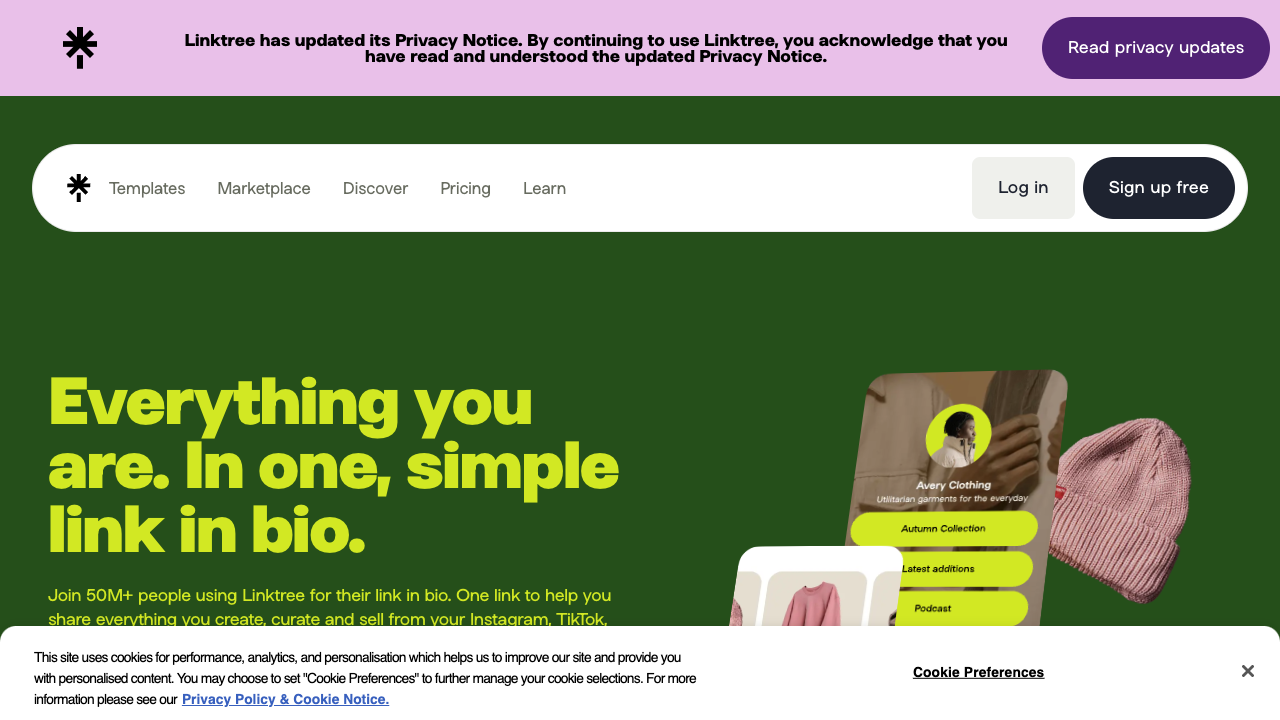 Linktree has updated its Privacy Notice. By continuing to use Linktree, you acknowledge that you
have read and understood the updated Privacy Notice.
Read privacy updates
Templates
Marketplace
Discover
Pricing
Learn
Log in
Sign up free
Everything you
are. In one, simple
link in bio.
Join 50M+ people using Linktree for their link in bio. One link to help you
share everything you create, curate and sell from your Instagram, TikTok,
Avery Clothing
Utilitarian garments for the everyday
Autumn Collection
Latest additions
Podcast
This site uses cookies for performance, analytics, and personalisation which helps us to improve our site and provide you
with personalised content. You may choose to set "Cookie Preferences" to further manage your cookie selections. For more
information please see our Privacy Policy & Cookie Notice.
Cookie Preferences